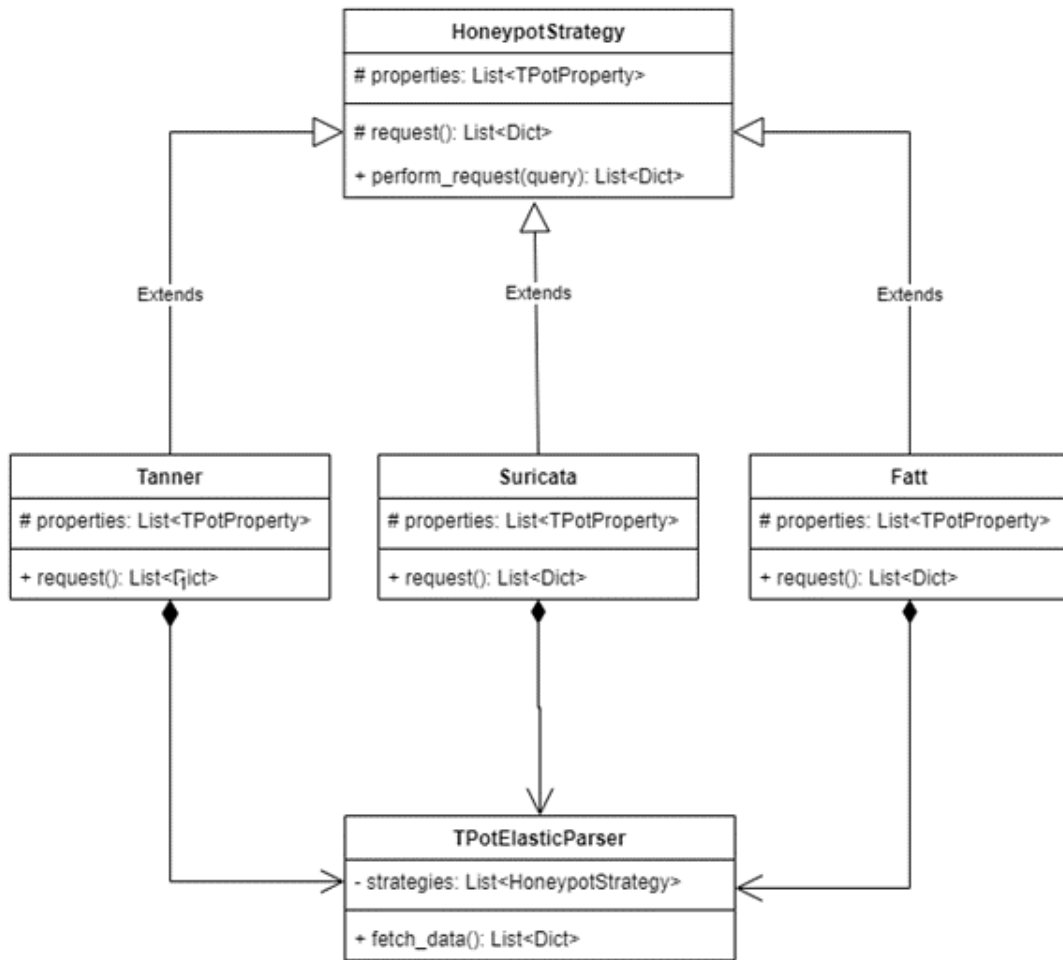 HoneypotStrategy
# properties: List<TPotProperty>
# request(): List<Dict>
+ perform_request(query): List<Dict>
Extends
Extends
Extends
Tanner
# properties: List<TPotProperty>
+ request(): List<Dict>
Suricata
# properties: List<TPotProperty>
+ request(): List<Dict>
Fatt
# properties: List<TPotProperty>
+ request(): List<Dict>
TPotElasticParser
- strategies: List<HoneypotStrategy>
+ fetch_data(): List<Dict>